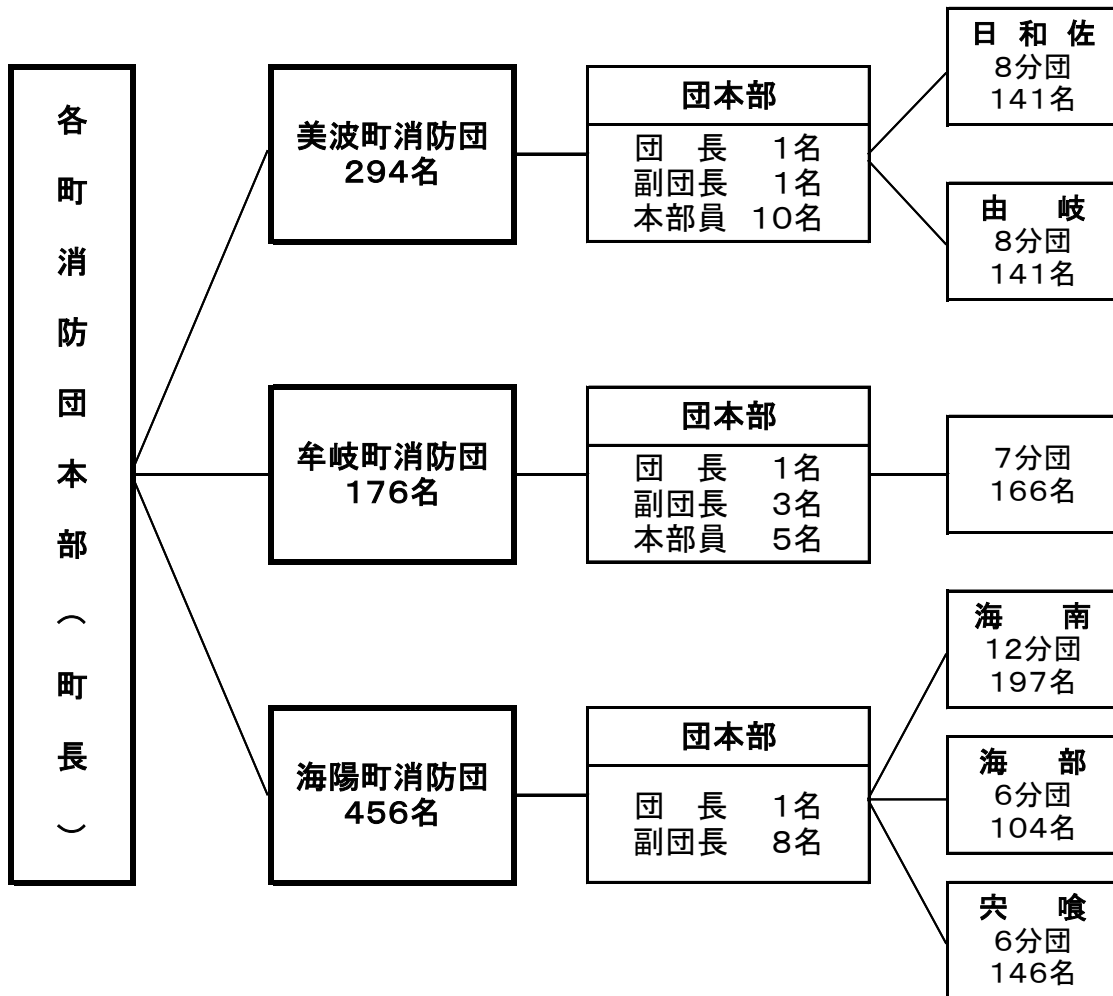 各町消防団本部（町長）
美波町消防団
294名
団本部
団　長　1名
副団長　1名
本部員　10名
日和佐
8分団
141名
由　岐
8分団
141名
牟岐町消防団
176名
団本部
団　長　1名
副団長　3名
本部員　5名
7分団
166名
海陽町消防団
456名
団本部
団　長　1名
副団長　8名
海　南
12分団
197名
海　部
6分団
104名
宍　喰
6分団
146名